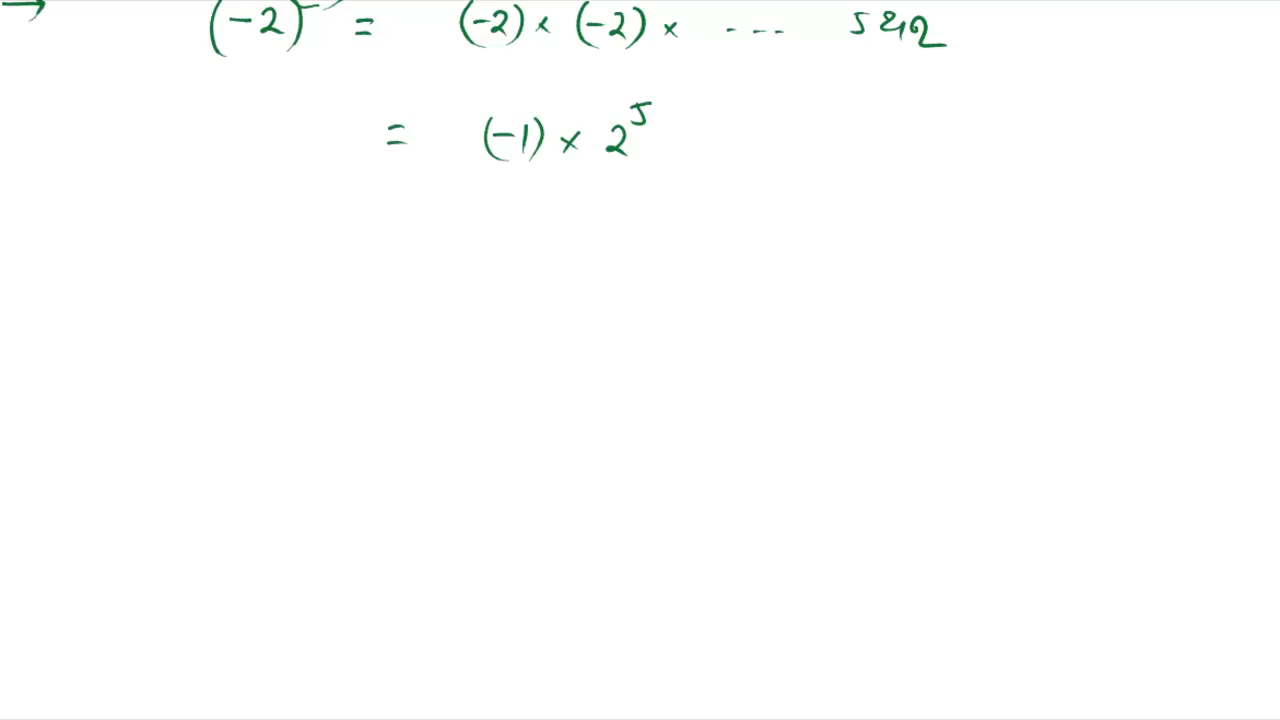 → (-2)⁵ = (-2) × (-2) × ---
= (-1) × 2⁵